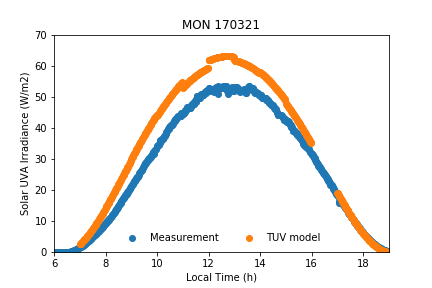 MON 170321
Solar UVA Irradiance (W/m2)
70
60
50
40
30
20
10
0
Measurement TUV model
6 8 10 12 14 16 18
Local Time (h)